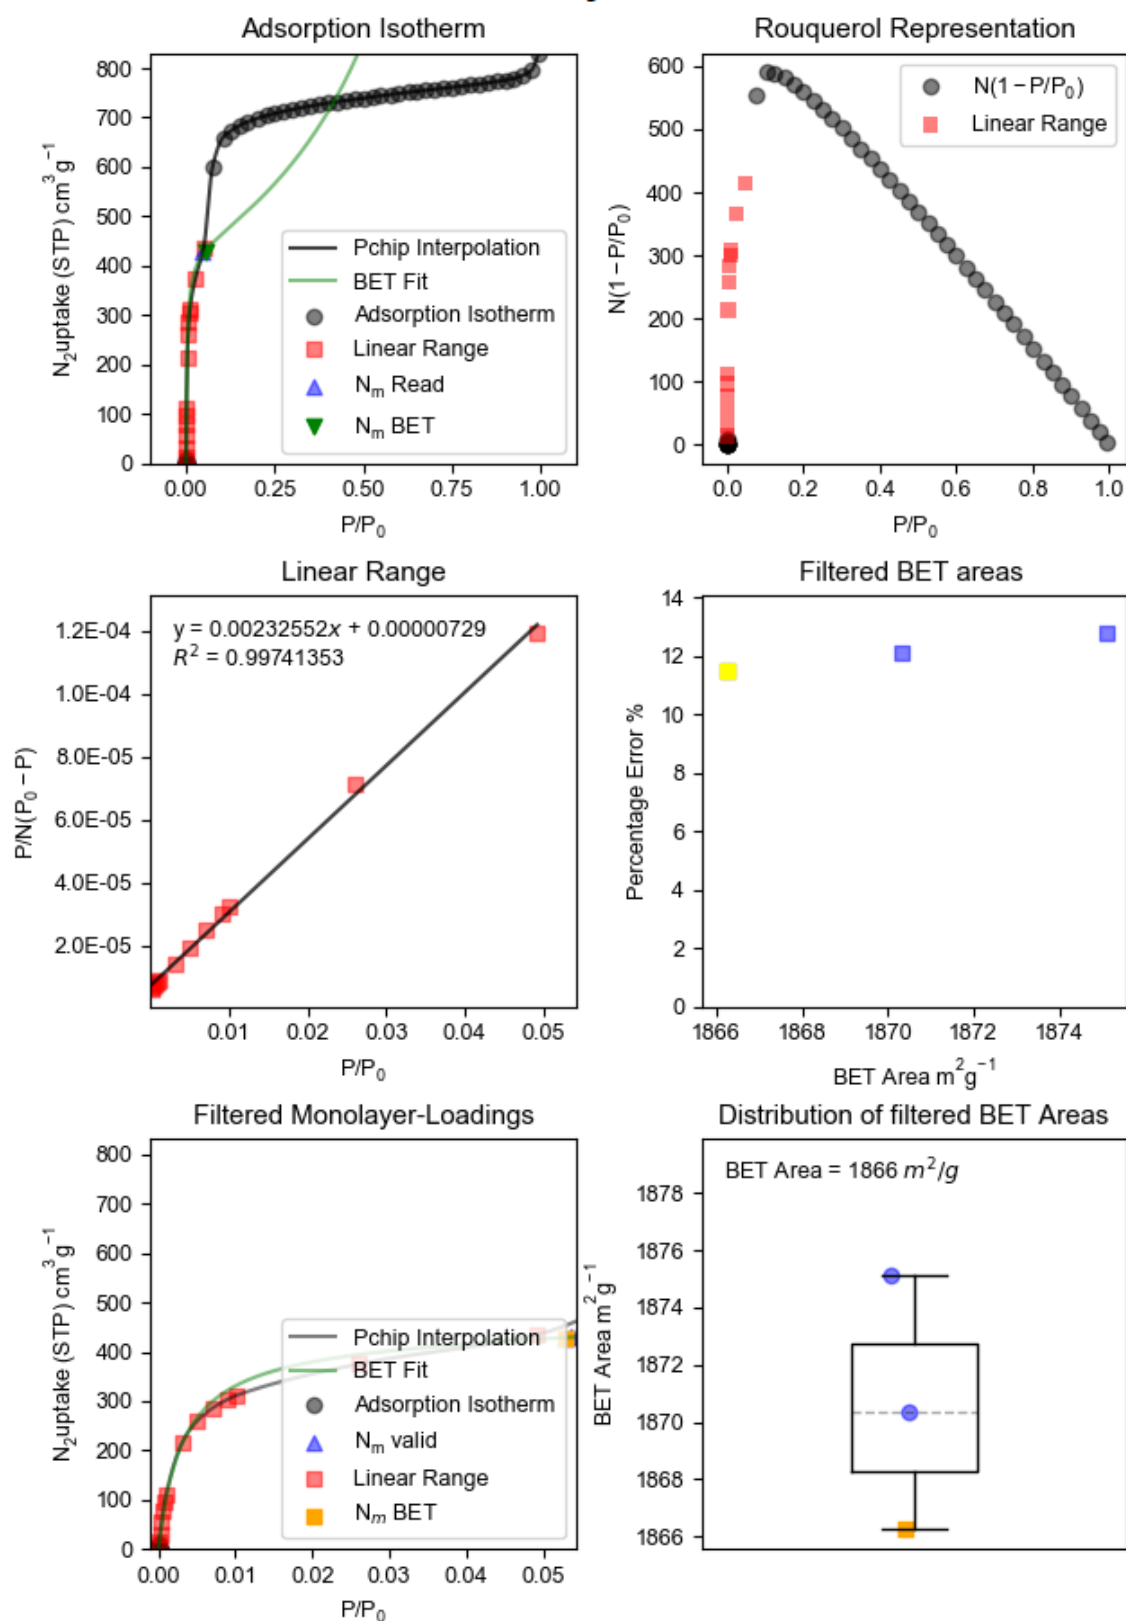 Adsorption Isotherm
800
700
600
500
400
300
200
100
0
N₂uptake (STP) cm³g⁻¹
0.00 0.25 0.50 0.75 1.00
P/P₀
Pchip Interpolation
BET Fit
Adsorption Isotherm
Linear Range
Nₘ Read
Nₘ BET
Rouquerol Representation
600
500
400
300
200
100
0
N(1−P/P₀)
0.0 0.2 0.4 0.6 0.8 1.0
P/P₀
N(1−P/P₀)
Linear Range
Linear Range
y = 0.00232552x + 0.00000729
R² = 0.99741353
1.2E-04
1.0E-04
8.0E-05
6.0E-05
4.0E-05
2.0E-05
P/N(P₀−P)
0.01 0.02 0.03 0.04 0.05
P/P₀
Filtered BET areas
14
12
10
8
6
4
2
0
Percentage Error %
1866 1868 1870 1872 1874
BET Area m²g⁻¹
Filtered Monolayer-Loadings
800
700
600
500
400
300
200
100
0
N₂uptake (STP) cm³g⁻¹
0.00 0.01 0.02 0.03 0.04 0.05
P/P₀
Pchip Interpolation
BET Fit
Adsorption Isotherm
Nₘ valid
Linear Range
Nₘ BET
Distribution of filtered BET Areas
BET Area = 1866 m²/g
1878
1876
1874
1872
1870
1868
1866
BET Area m²g⁻¹